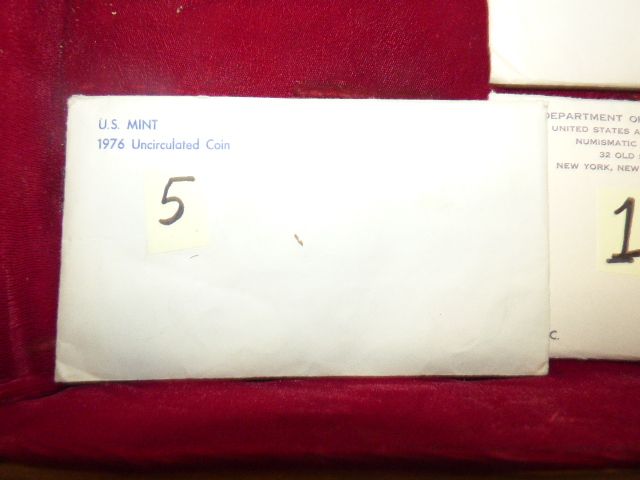 U.S. MINT
1976 Uncirculated Coin
5
DEPARTMENT OF
UNITED STATES A
NUMISMATIC
32 OLD
NEW YORK, NEW
1
C.